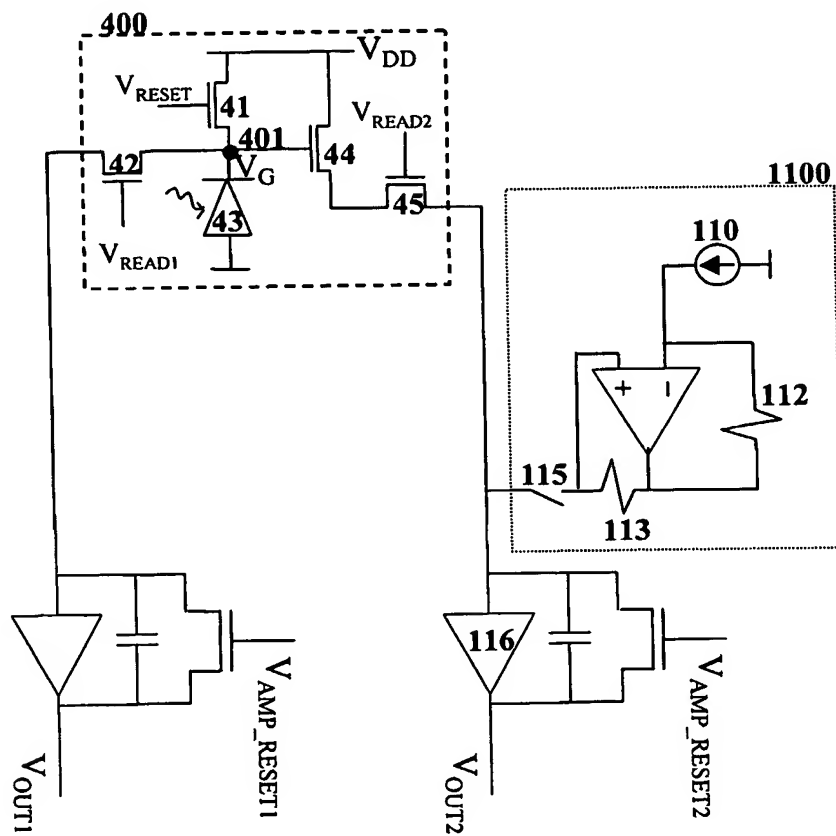 400
V_DD
V_RESET
41
V_READ2
401
42
44
V_G
1100
45
43
110
V_READ1
+ −
112
115
113
116
V_AMP_RESET1
V_AMP_RESET2
V_OUT1
V_OUT2